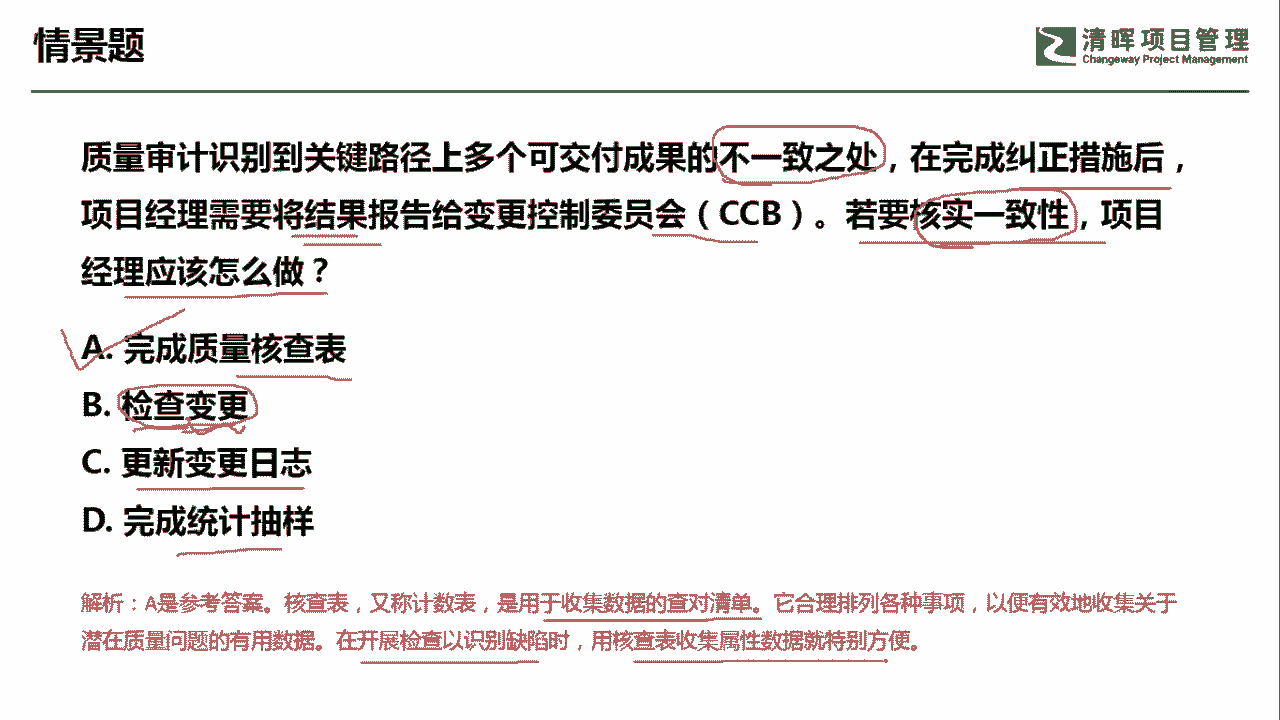 情景题
清晖项目管理
Changeway Project Management
质量审计识别到关键路径上多个可交付成果的不一致之处，在完成纠正措施后，
项目经理需要将结果报告给变更控制委员会（CCB）。若要核实一致性，项目
经理应该怎么做？
A. 完成质量核查表
B. 检查变更
C. 更新变更日志
D. 完成统计抽样
解析：A是参考答案。核查表，又称计数表，是用于收集数据的查对清单。它合理排列各种事项，以便有效地收集关于
潜在质量问题的有用数据。在开展检查以识别缺陷时，用核查表收集属性数据就特别方便。